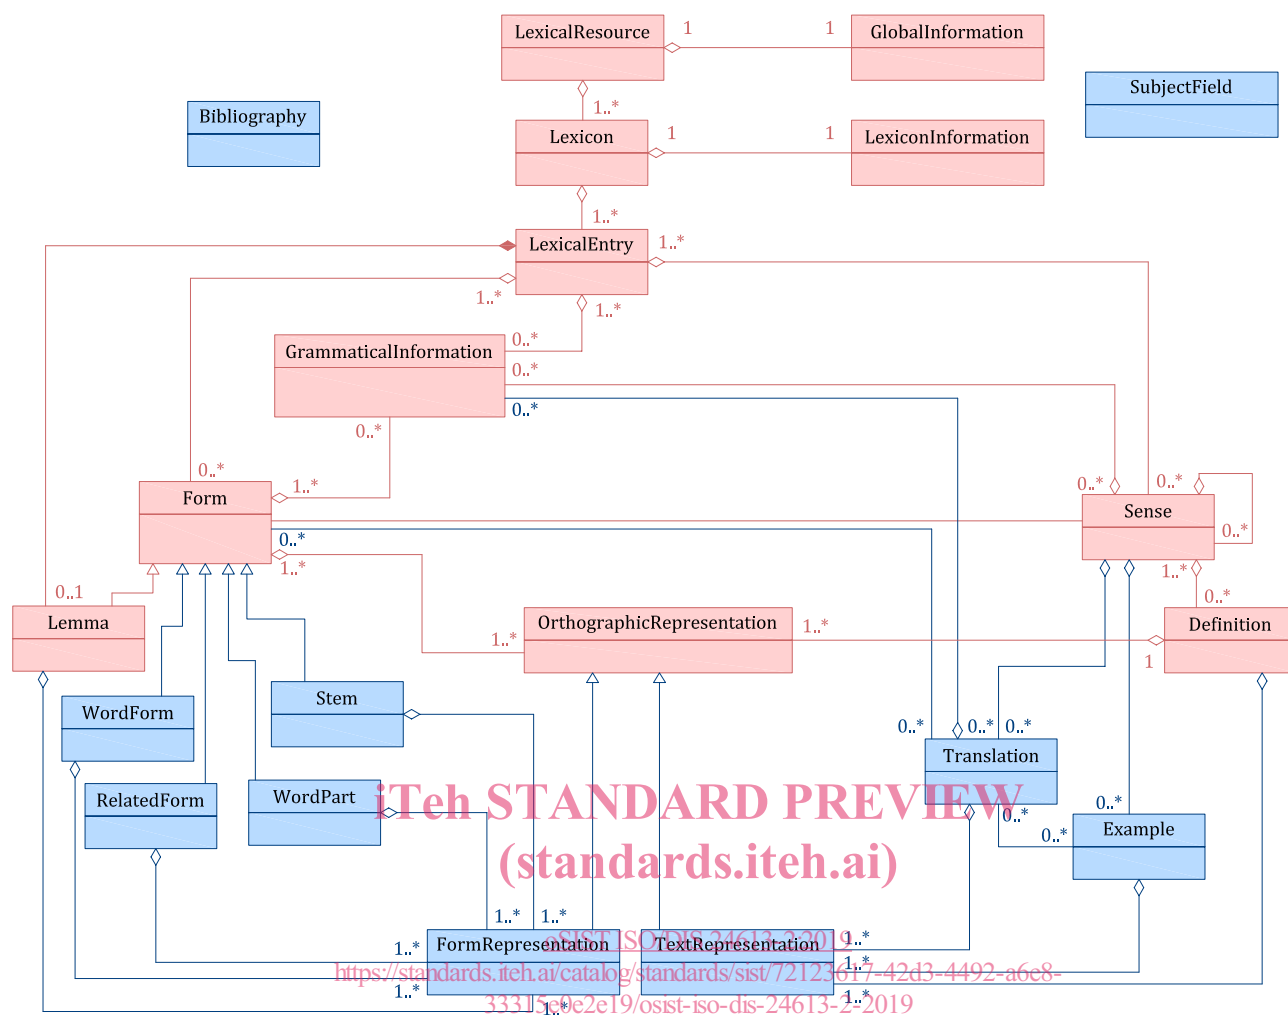 LexicalResource
1
1
GlobalInformation
SubjectField
1..*
Bibliography
Lexicon
1
1
LexiconInformation
1..*
LexicalEntry
1..*
1..*
1..*
0..*
GrammaticalInformation
0..*
0..*
0..*
0..*
1..*
Form
0..*
0..*
Sense
0..*
0..*
1..*
1..*
0..*
0..1
Lemma
1..*
OrthographicRepresentation
1..*
1
Definition
WordForm
Stem
0..*
0..*
0..*
Translation
RelatedForm
WordPart
iTeh STANDARD PREVIEW
0..*
0..*
0..*
Example
(standards.iteh.ai)
1..*
1..*
1..*
FormRepresentation
TextRepresentation
1..*
oSIST ISO/DIS 24613-2:2019
1..*
https://standards.iteh.ai/catalog/standards/sist/72123617-42d3-4492-a6e8-
1..*
1..*
33315e0e2e19/osist-iso-dis-24613-2-2019
1..*